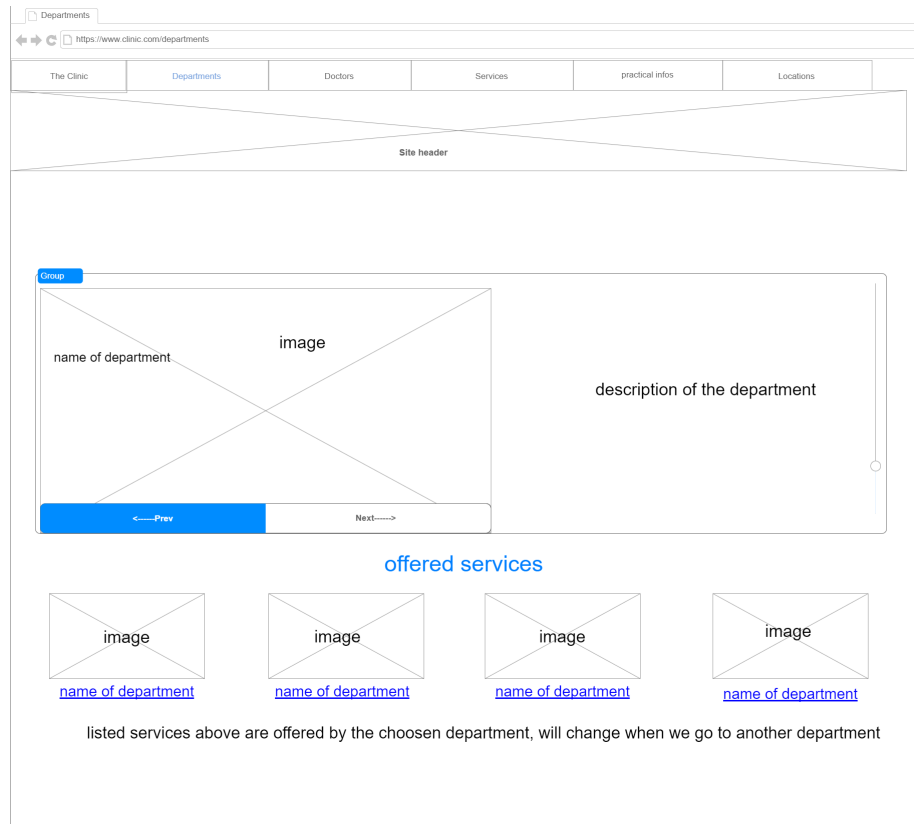 Departments
https://www.clinic.com/departments
The Clinic Departments Doctors Services practical infos Locations
Site header
Group
image
name of department
description of the department
<------Prev Next------>
offered services
image image image image
name of department name of department name of department name of department
listed services above are offered by the choosen department, will change when we go to another department